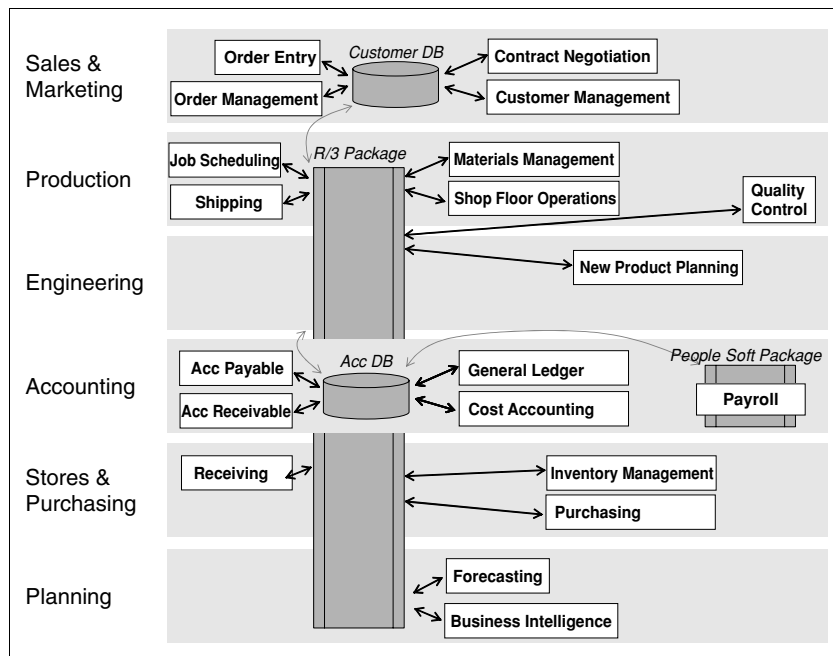 Sales &
Marketing
Order Entry
Customer DB
Contract Negotiation
Order Management
Customer Management
Production
Job Scheduling
R/3 Package
Materials Management
Shipping
Shop Floor Operations
Quality
Control
Engineering
New Product Planning
Accounting
Acc Payable
Acc DB
General Ledger
People Soft Package
Acc Receivable
Cost Accounting
Payroll
Stores &
Purchasing
Receiving
Inventory Management
Purchasing
Planning
Forecasting
Business Intelligence